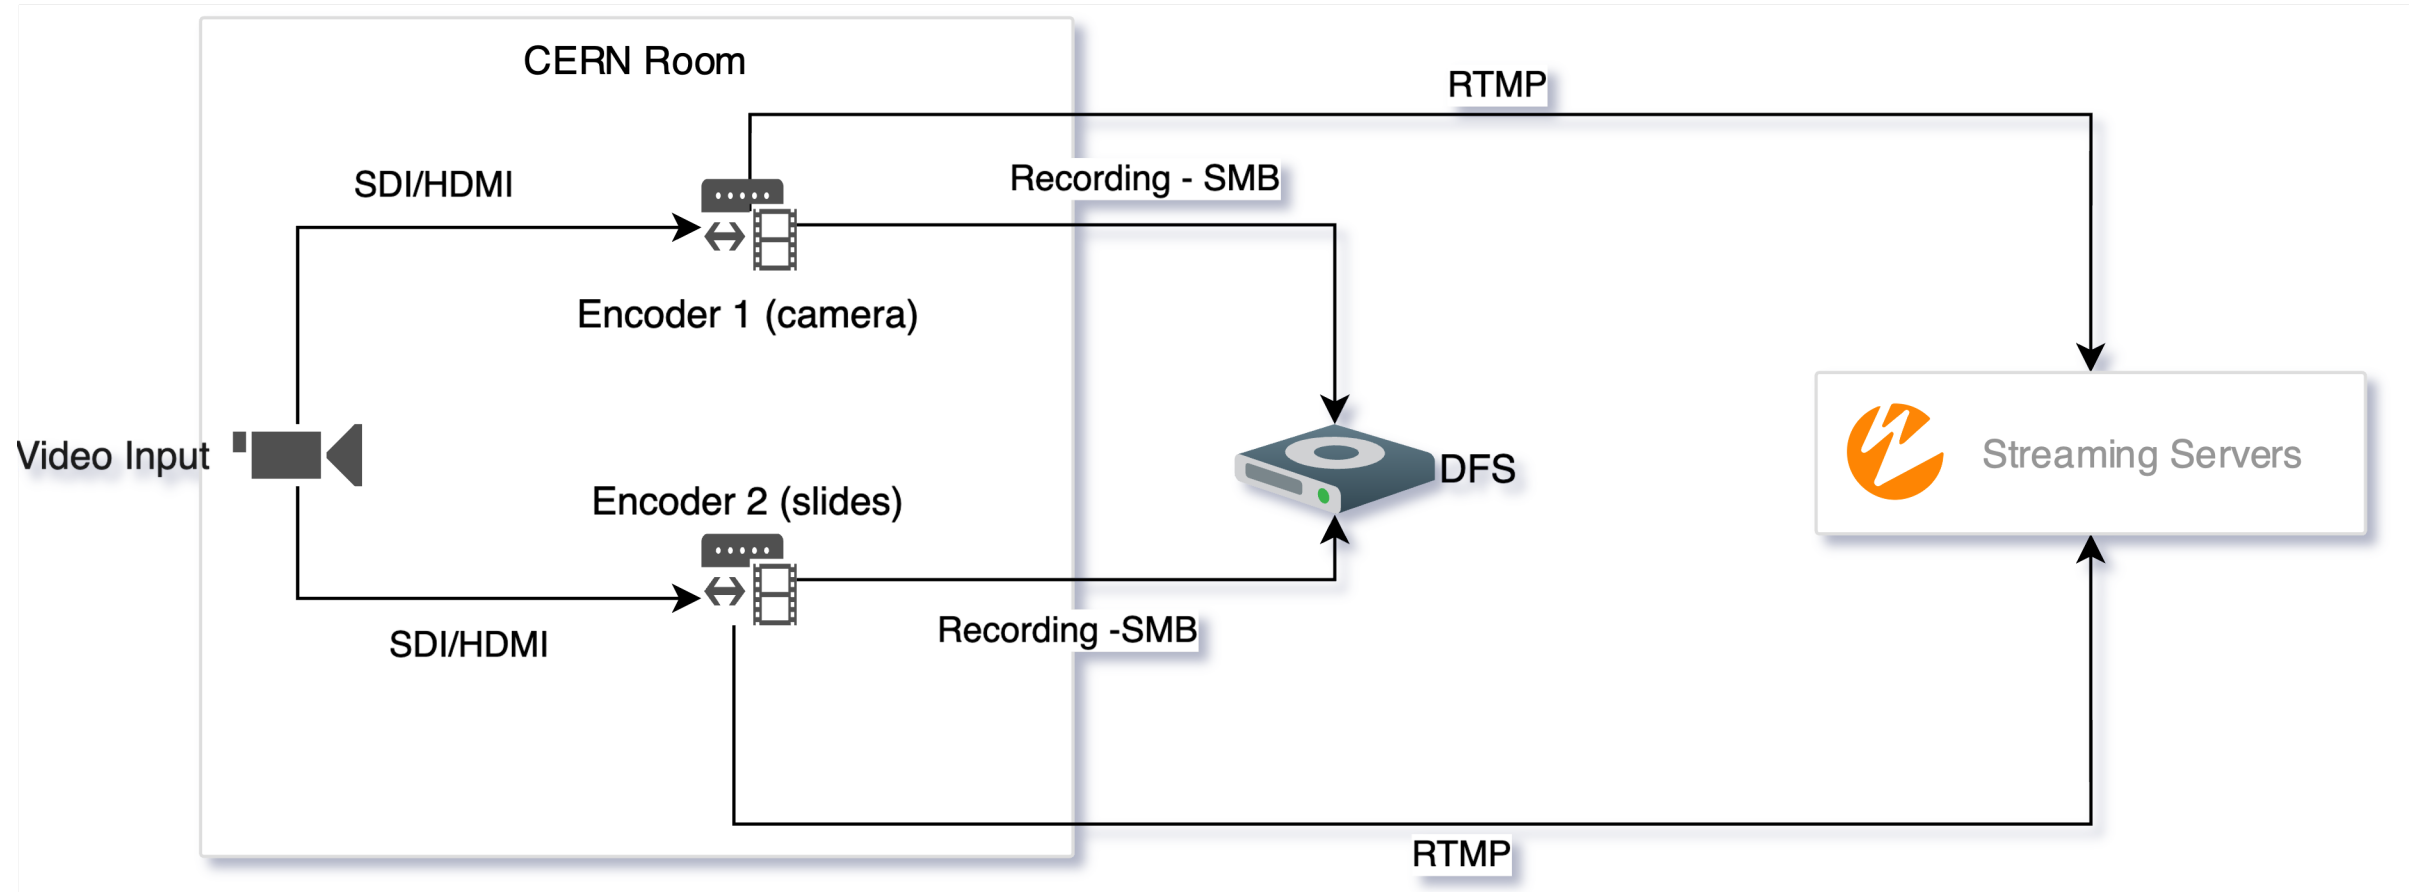 CERN Room
RTMP
SDI/HDMI
Recording - SMB
Encoder 1 (camera)
Video Input
DFS
Streaming Servers
Encoder 2 (slides)
SDI/HDMI
Recording -SMB
RTMP